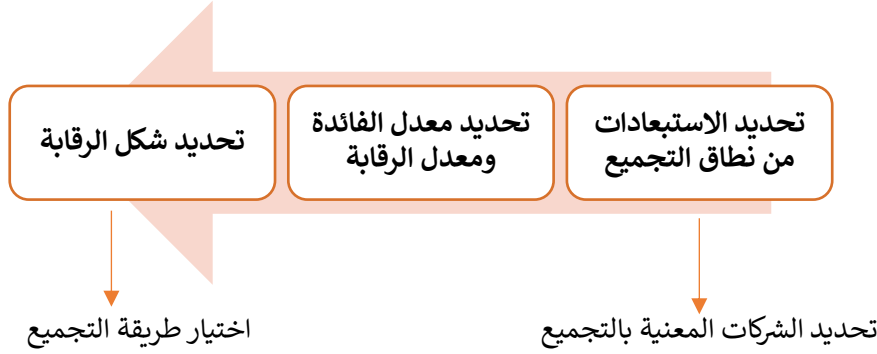 تحديد الاستبعادات
من نطاق التجميع
تحديد معدل الفائدة
ومعدل الرقابة
تحديد شكل الرقابة
تحديد الشركات المعنية بالتجميع
اختيار طريقة التجميع